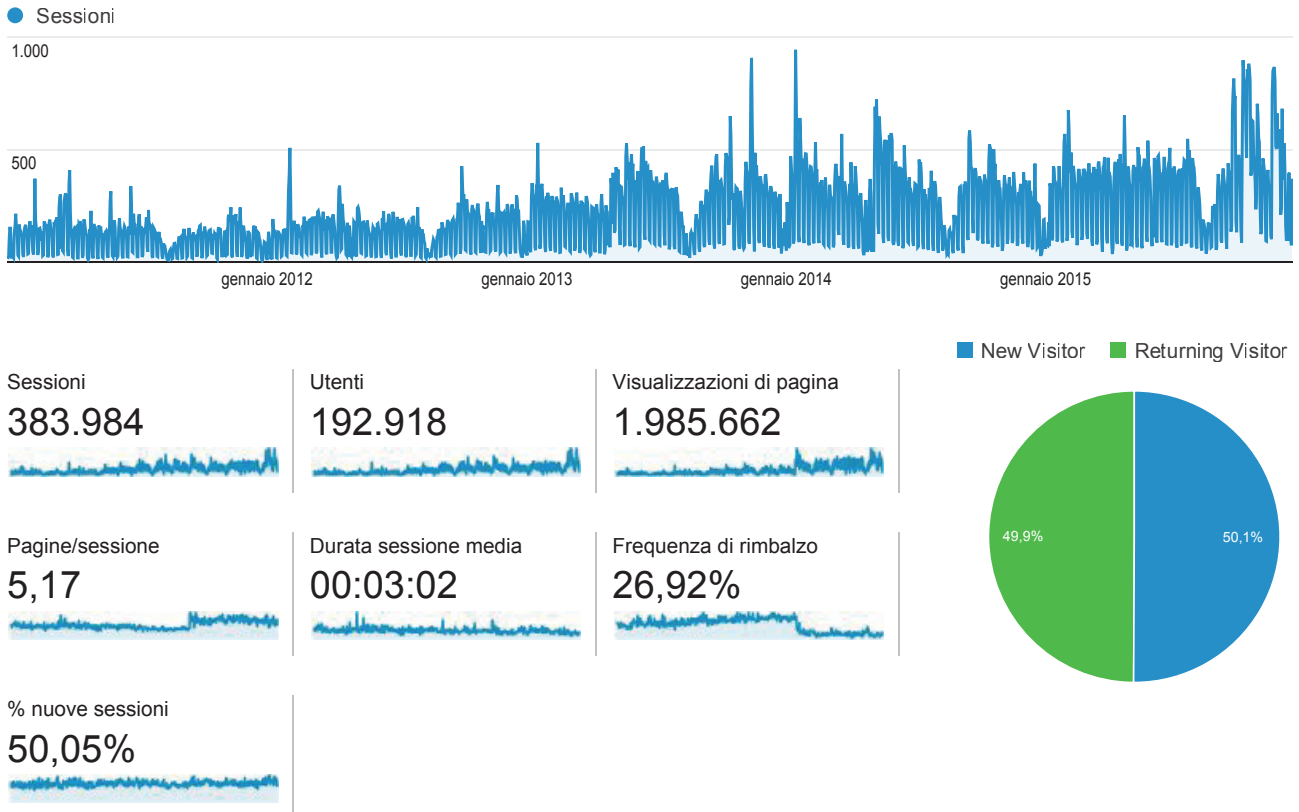 Sessioni
1.000
500
gennaio 2012
gennaio 2013
gennaio 2014
gennaio 2015
New Visitor
Returning Visitor
Sessioni
383.984
Utenti
192.918
Visualizzazioni di pagina
1.985.662
Pagine/sessione
5,17
Durata sessione media
00:03:02
Frequenza di rimbalzo
26,92%
49,9%
50,1%
% nuove sessioni
50,05%